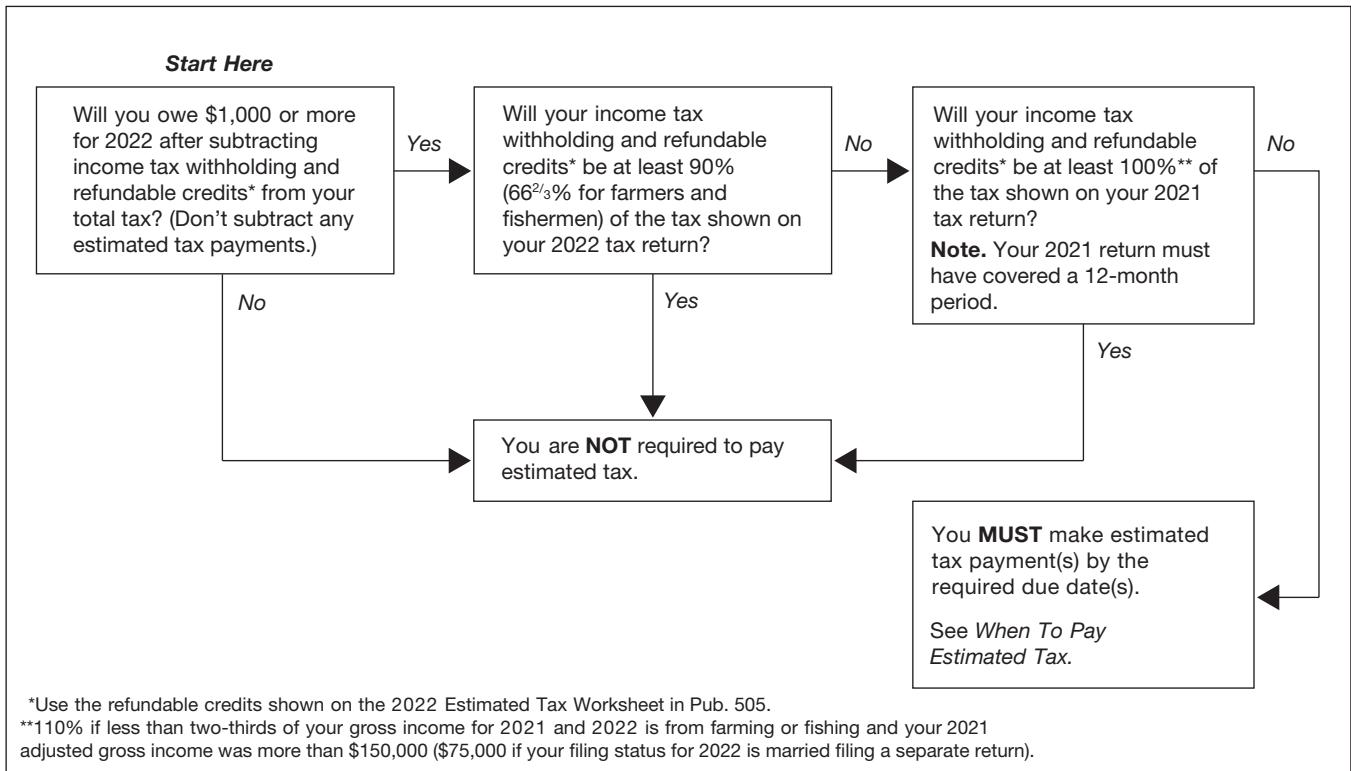 Start Here
Will you owe $1,000 or more
for 2022 after subtracting
income tax withholding and
refundable credits* from your
total tax? (Don’t subtract any
estimated tax payments.)
Yes
No
Will your income tax
withholding and refundable
credits* be at least 90%
(66 2/3% for farmers and
fishermen) of the tax shown on
your 2022 tax return?
No
Yes
Will your income tax
withholding and refundable
credits* be at least 100%** of
the tax shown on your 2021
tax return?
Note. Your 2021 return must
have covered a 12-month
period.
No
Yes
You are NOT required to pay
estimated tax.
You MUST make estimated
tax payment(s) by the
required due date(s).
See When To Pay
Estimated Tax.
*Use the refundable credits shown on the 2022 Estimated Tax Worksheet in Pub. 505.
**110% if less than two-thirds of your gross income for 2021 and 2022 is from farming or fishing and your 2021
adjusted gross income was more than $150,000 ($75,000 if your filing status for 2022 is married filing a separate return).